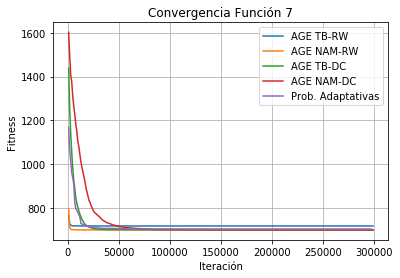 Convergencia Función 7
AGE TB-RW
AGE NAM-RW
AGE TB-DC
AGE NAM-DC
Prob. Adaptativas
Fitness
1600
1400
1200
1000
800
0
50000
100000
150000
200000
250000
300000
Iteración